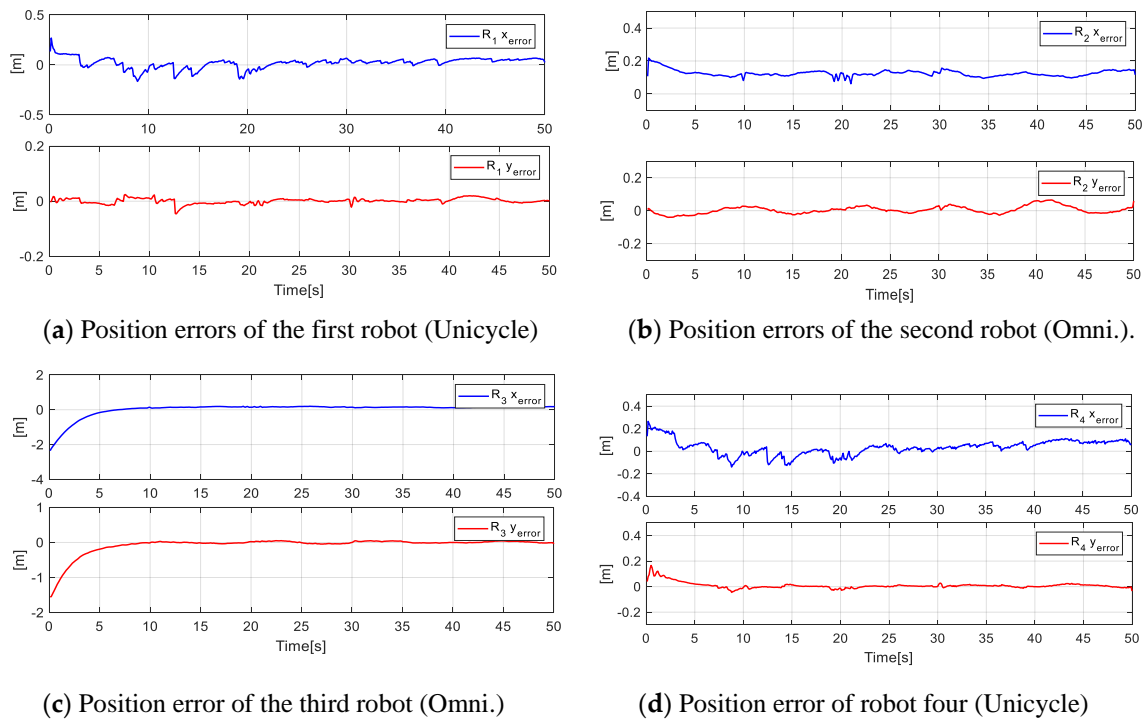 0.5
R1 xerror
[m]
0
-0.5
0 10 20 30 40 50
0.2
R1 yerror
[m]
0
-0.2
0 5 10 15 20 25 30 35 40 45 50
Time[s]
(a) Position errors of the first robot (Unicycle)
0.4
R2 xerror
[m]
0.2
0
0 5 10 15 20 25 30 35 40 45 50
0.3
R2 yerror
[m]
0
-0.3
0 5 10 15 20 25 30 35 40 45 50
Time[s]
(b) Position errors of the second robot (Omni.).
2
R3 xerror
[m]
0
-2
-4
0 5 10 15 20 25 30 35 40 45 50
1
R3 yerror
[m]
0
-1
-2
0 5 10 15 20 25 30 35 40 45 50
Time[s]
(c) Position error of the third robot (Omni.)
0.4
R4 xerror
0.2
[m]
0
-0.2
-0.4
0 5 10 15 20 25 30 35 40 45 50
0.4
R4 yerror
0.2
[m]
0
-0.2
0 5 10 15 20 25 30 35 40 45 50
Time[s]
(d) Position error of robot four (Unicycle)